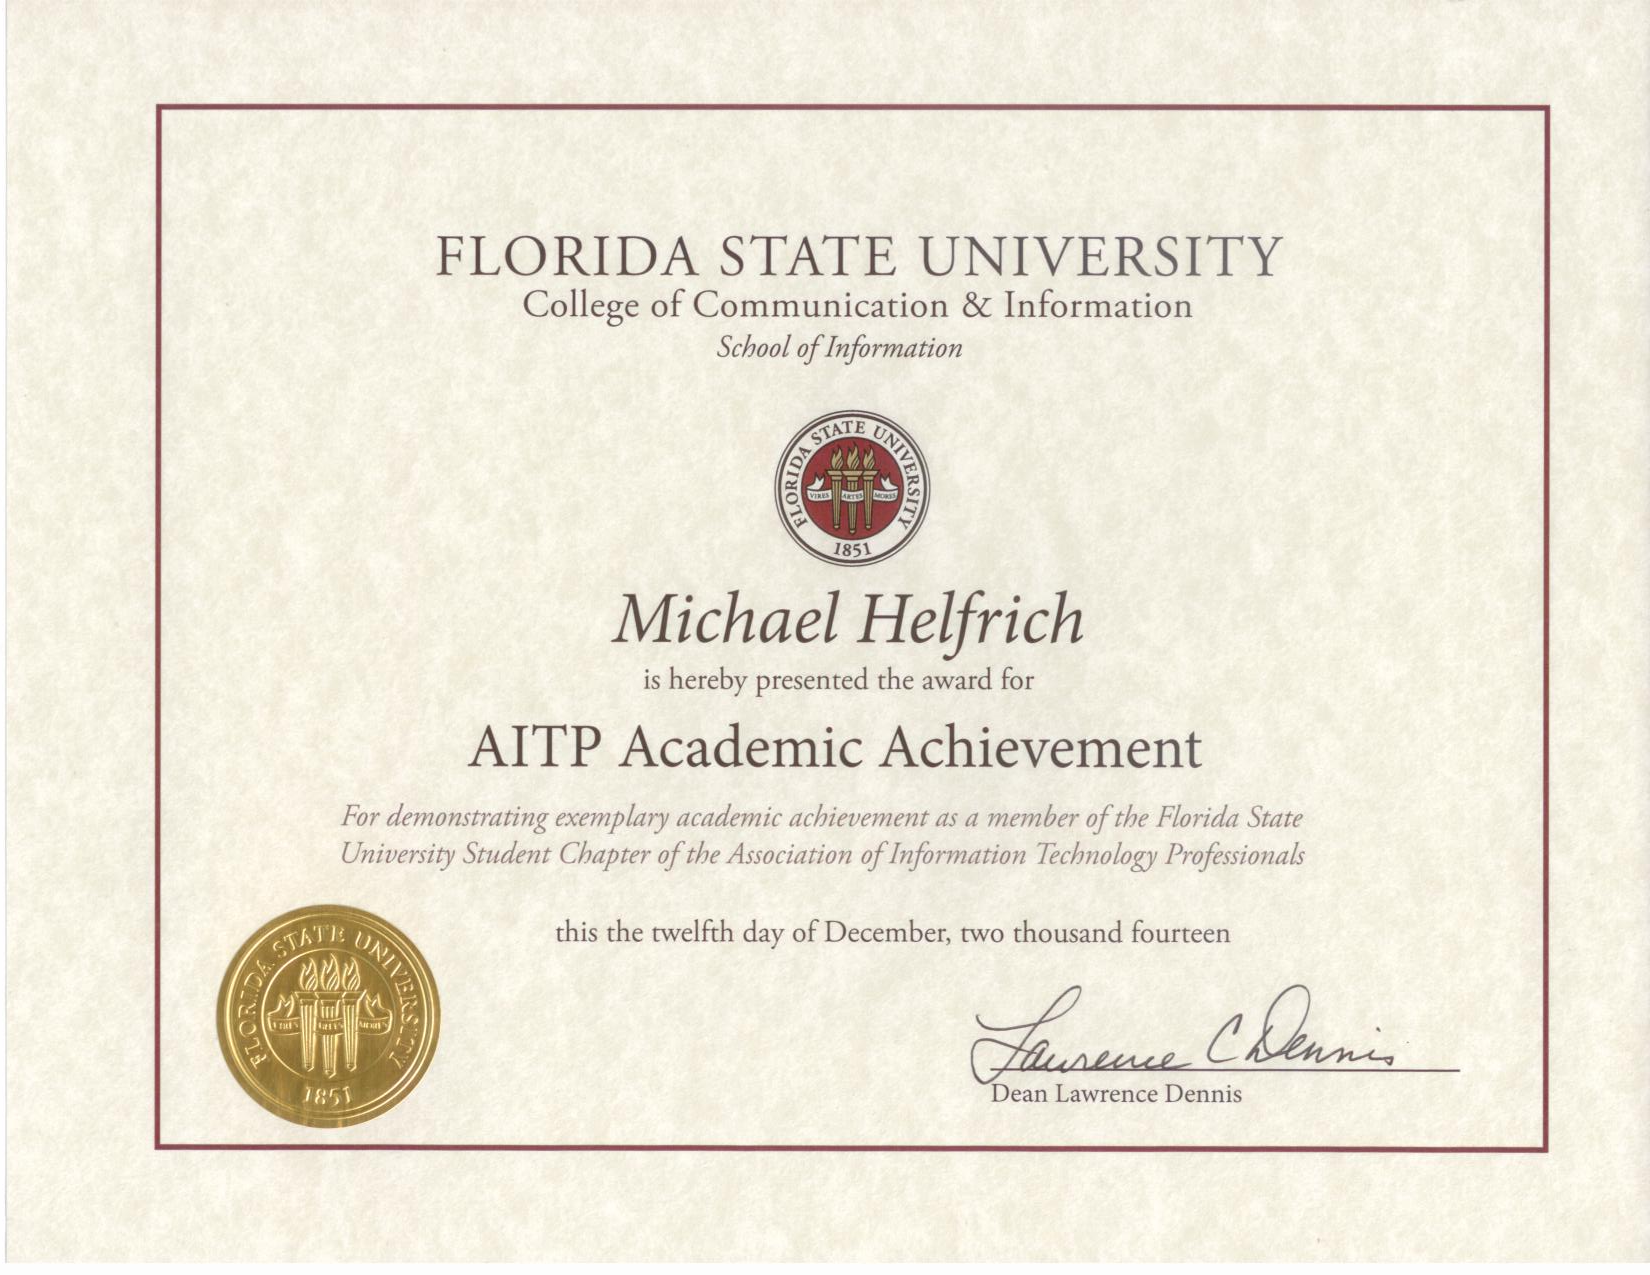 FLORIDA STATE UNIVERSITY
College of Communication & Information
School of Information
FLORIDA STATE UNIVERSITY
VIRES ARTES MORES
1851
Michael Helfrich
is hereby presented the award for
AITP Academic Achievement
For demonstrating exemplary academic achievement as a member of the Florida State
University Student Chapter of the Association of Information Technology Professionals
this the twelfth day of December, two thousand fourteen
FLORIDA STATE UNIVERSITY
VIRES ARTES MORES
1851
Lawrence C Dennis
Dean Lawrence Dennis